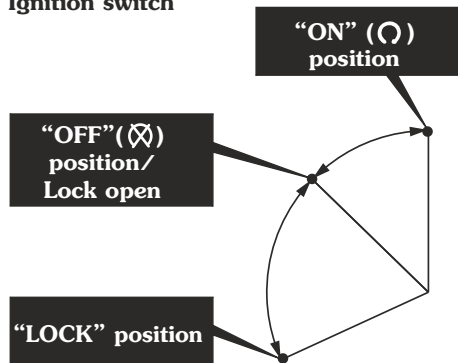 Ignition switch
“ON” (Ω)
position
“OFF”(⊗)
position/
Lock open
“LOCK” position